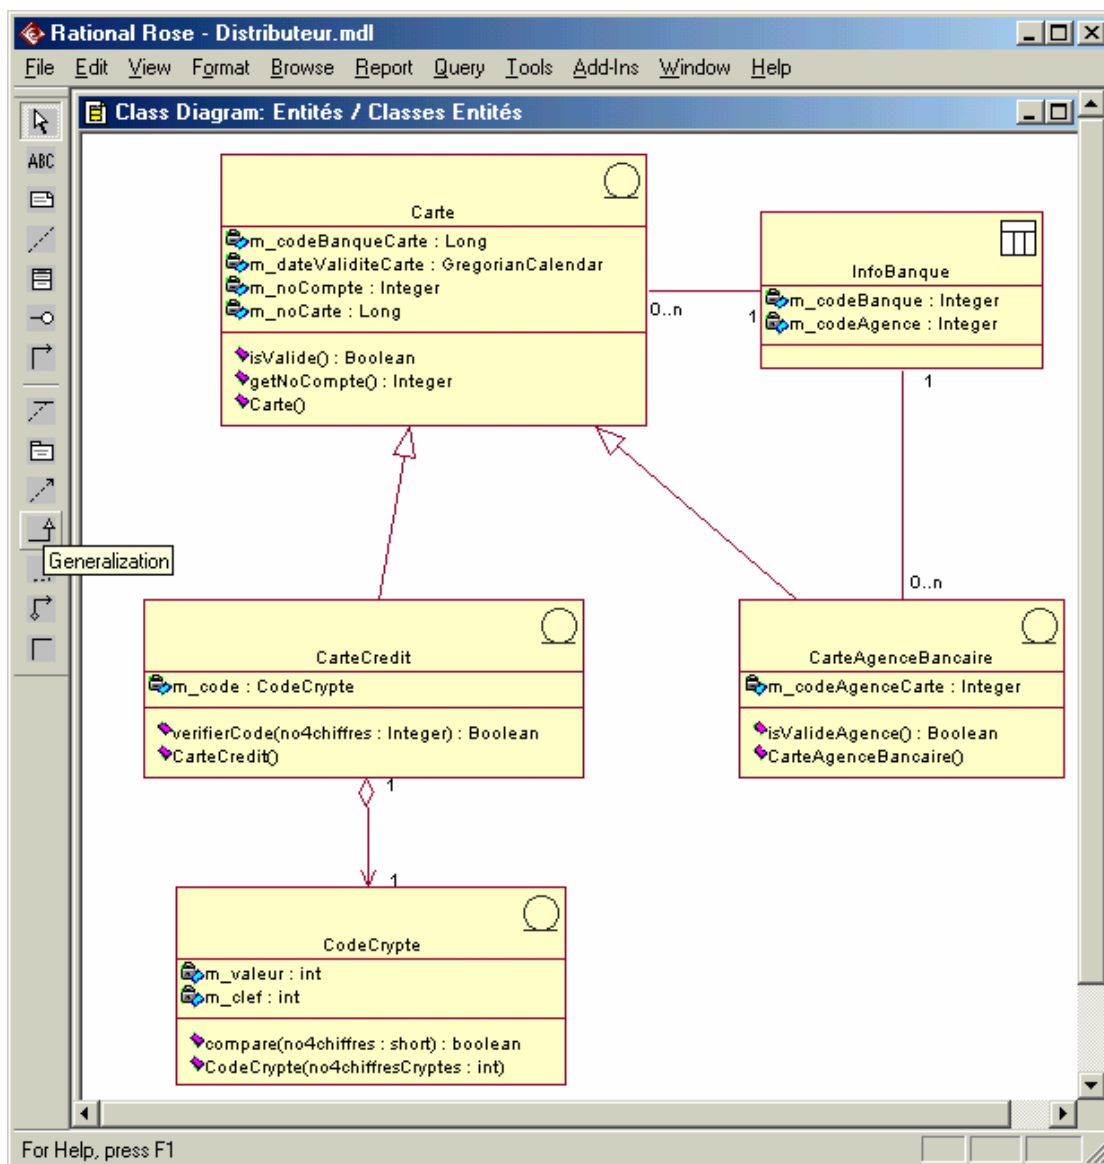 Rational Rose - Distributeur.mdl
File Edit View Format Browse Report Query Tools Add-Ins Window Help
Class Diagram: Entités / Classes Entités
ABC
Carte
m_codeBanqueCarte : Long
m_dateValiditeCarte : GregorianCalendar
m_noCompte : Integer
m_noCarte : Long
isValide() : Boolean
getNoCompte() : Integer
Carte()
0..n
1
InfoBanque
m_codeBanque : Integer
m_codeAgence : Integer
1
0..n
Generalization
CarteCredit
m_code : CodeCrypte
verifierCode(no4chiffres : Integer) : Boolean
CarteCredit()
1
CarteAgenceBancaire
m_codeAgenceCarte : Integer
isValideAgence() : Boolean
CarteAgenceBancaire()
1
CodeCrypte
m_valeur : int
m_clef : int
compare(no4chiffres : short) : boolean
CodeCrypte(no4chiffresCryptes : int)
For Help, press F1